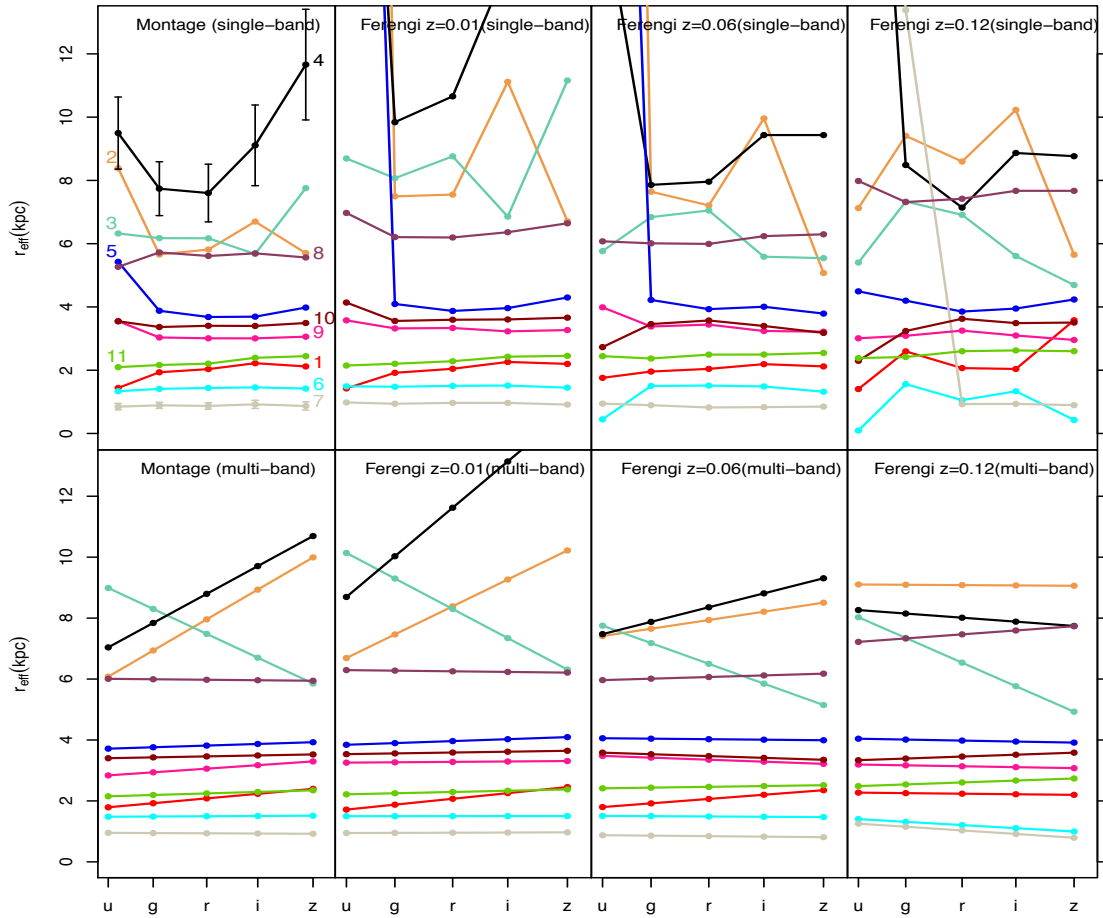 Montage (single−band)
Ferengi z=0.01(single−band)
Ferengi z=0.06(single−band)
Ferengi z=0.12(single−band)
r_eff(kpc)
12
10
8
6
4
2
0
4
2
3
5
8
10
9
11
1
6
7
Montage (multi−band)
Ferengi z=0.01(multi−band)
Ferengi z=0.06(multi−band)
Ferengi z=0.12(multi−band)
r_eff(kpc)
12
10
8
6
4
2
0
u g r i z u g r i z u g r i z u g r i z